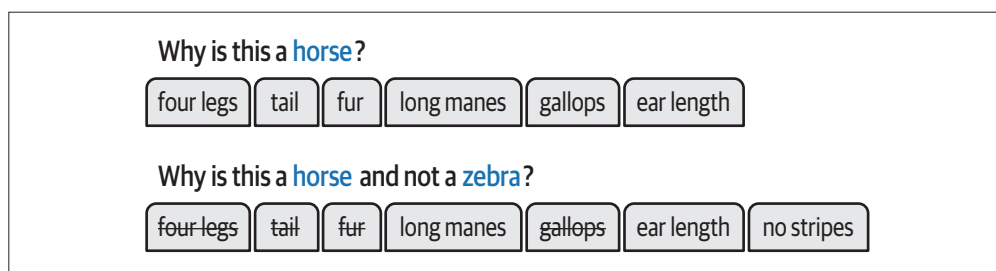 Why is this a horse?
four legs tail fur long manes gallops ear length
Why is this a horse and not a zebra?
four legs tail fur long manes gallops ear length no stripes